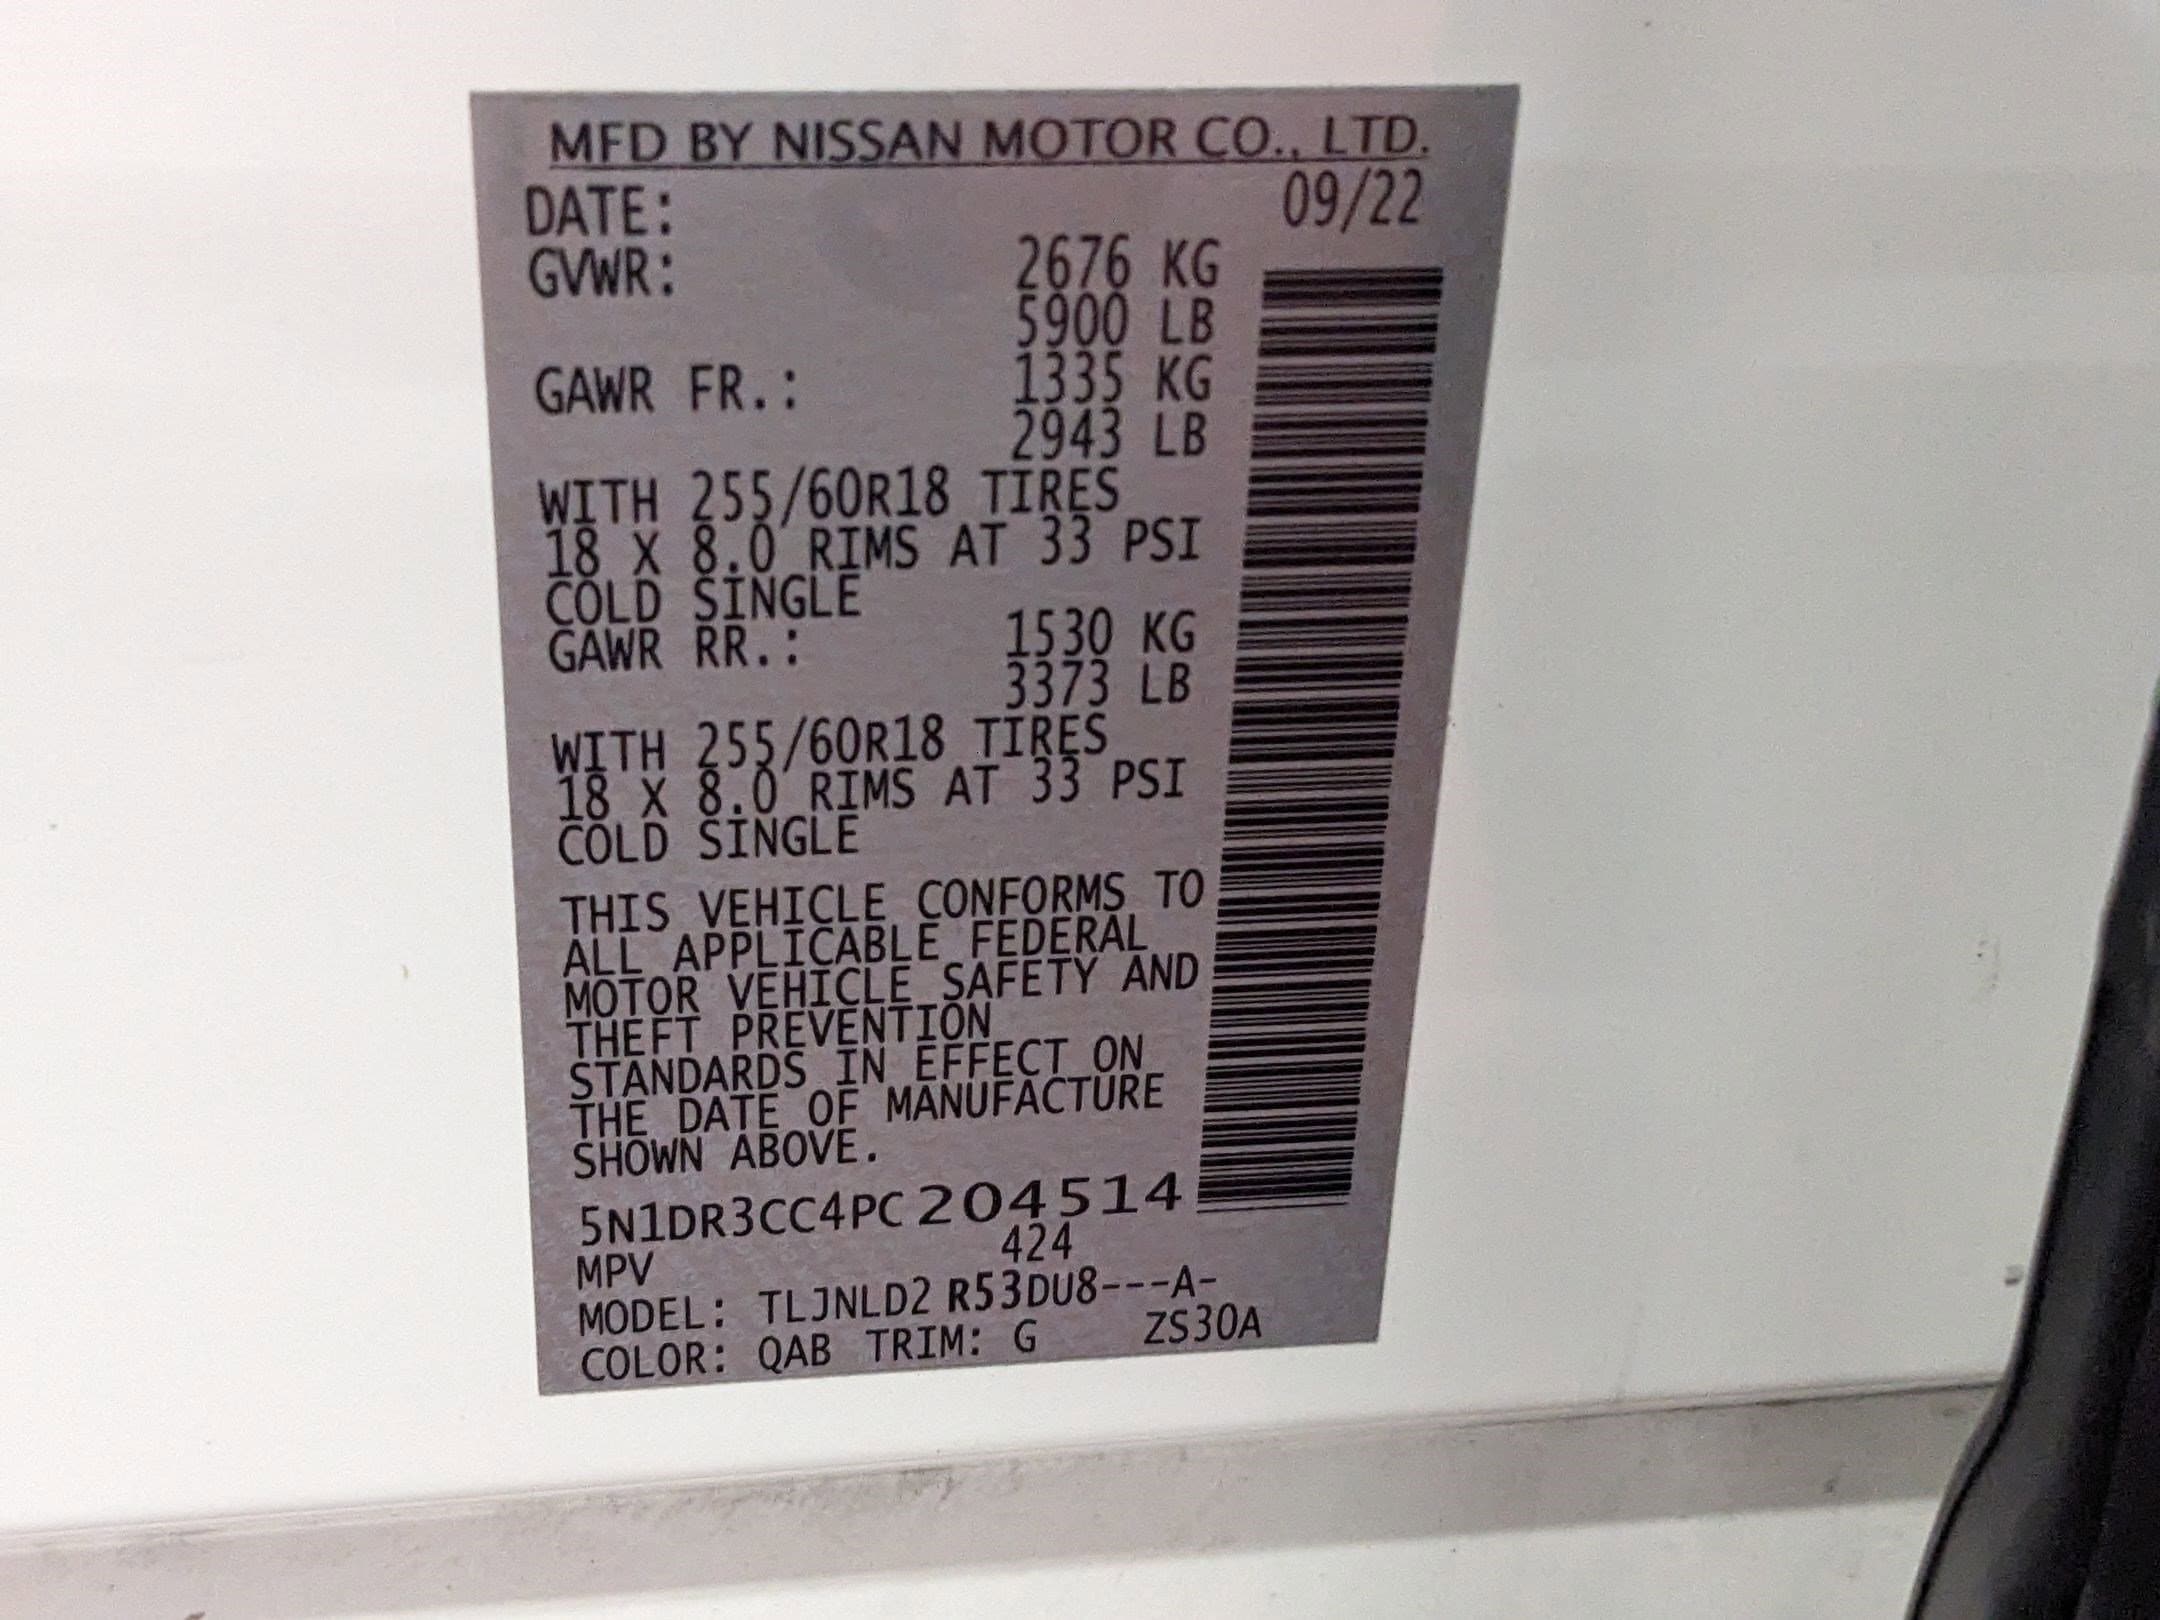 MFD BY NISSAN MOTOR CO., LTD.
DATE: 09/22
GVWR: 2676 KG
5900 LB
GAWR FR.: 1335 KG
2943 LB
WITH 255/60R18 TIRES
18 X 8.0 RIMS AT 33 PSI
COLD SINGLE
GAWR RR.: 1530 KG
3373 LB
WITH 255/60R18 TIRES
18 X 8.0 RIMS AT 33 PSI
COLD SINGLE
THIS VEHICLE CONFORMS TO
ALL APPLICABLE FEDERAL
MOTOR VEHICLE SAFETY AND
THEFT PREVENTION
STANDARDS IN EFFECT ON
THE DATE OF MANUFACTURE
SHOWN ABOVE.
5N1DR3CC4PC204514
MPV 424
MODEL: TLJNLD2 R53DU8---A-
COLOR: QAB TRIM: G ZS30A